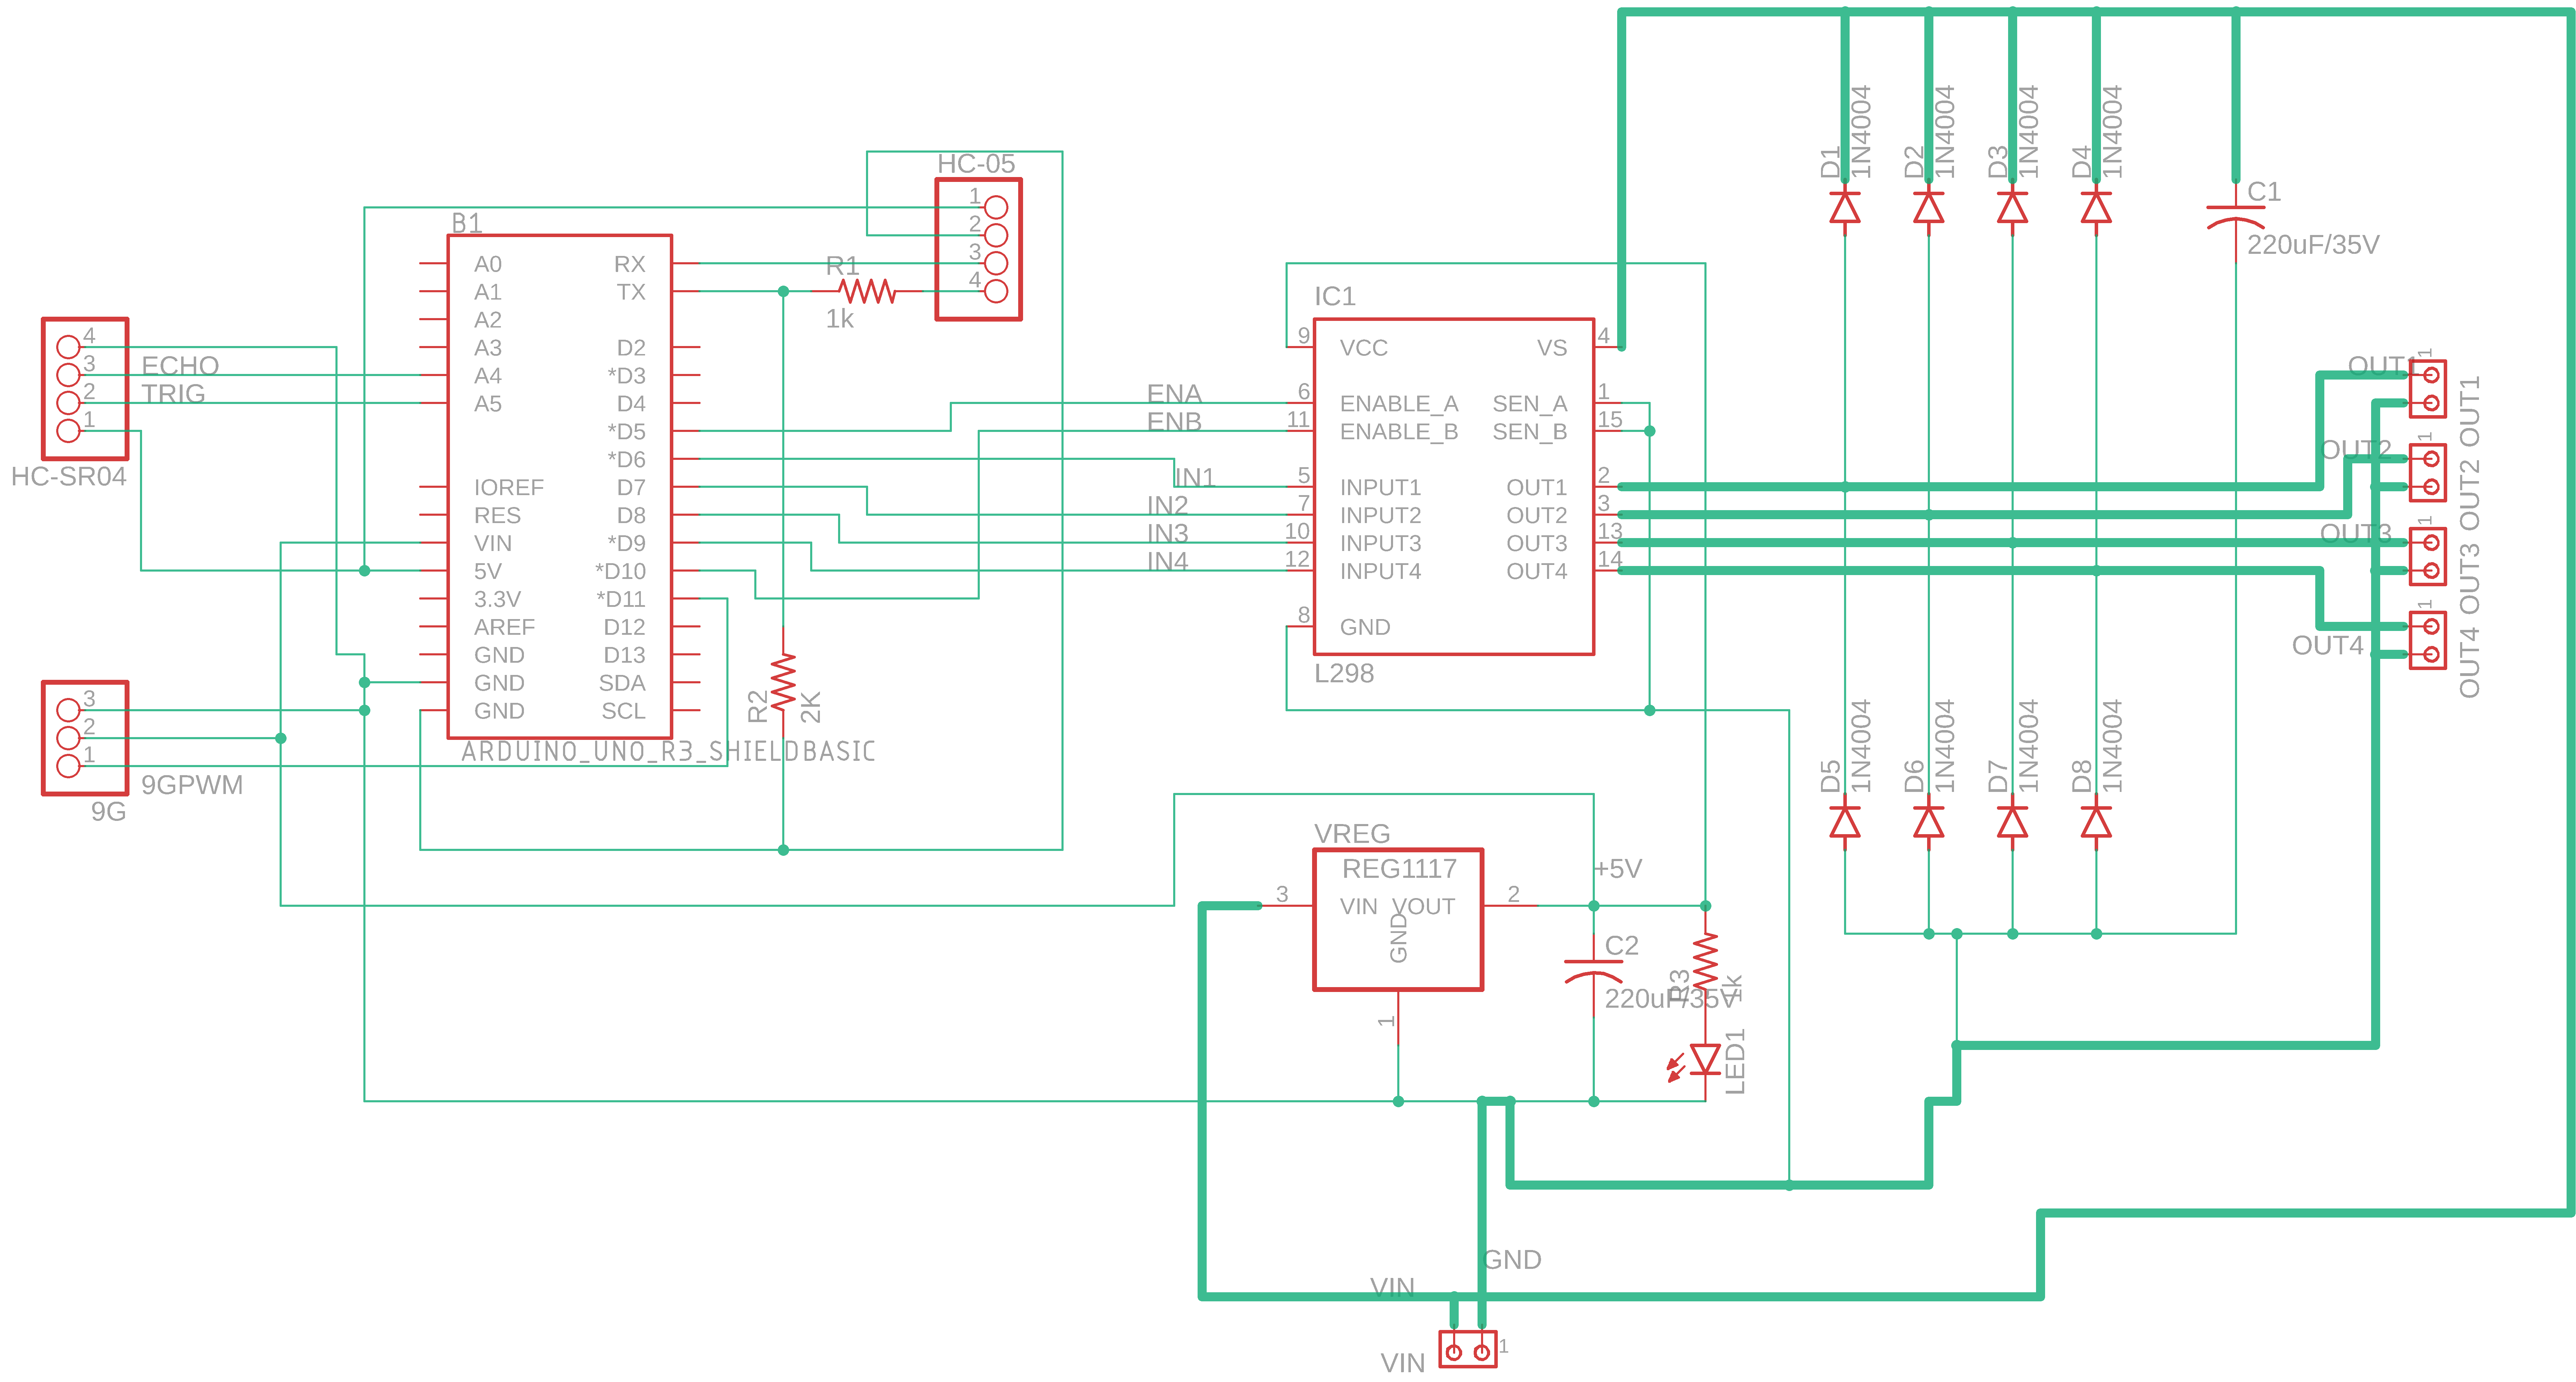 HC-SR04
4
3
2
1
ECHO
TRIG
9G
3
2
1
9GPWM
B1
A0
A1
A2
A3
A4
A5
IOREF
RES
VIN
5V
3.3V
AREF
GND
GND
GND
RX
TX
D2
*D3
D4
*D5
*D6
D7
D8
*D9
*D10
*D11
D12
D13
SDA
SCL
ARDUINO_UNO_R3_SHIELDBASIC
HC-05
1
2
3
4
R1
1k
R2
2K
ENA
ENB
IN1
IN2
IN3
IN4
IC1
9
6
11
5
7
10
12
8
VCC
ENABLE_A
ENABLE_B
INPUT1
INPUT2
INPUT3
INPUT4
GND
VS
SEN_A
SEN_B
OUT1
OUT2
OUT3
OUT4
4
1
15
2
3
13
14
L298
VREG
REG1117
3
VIN
VOUT
2
GND
1
+5V
C2
220uF/35V
R3
1k
LED1
GND
VIN
VIN
1
D1
1N4004
D2
1N4004
D3
1N4004
D4
1N4004
C1
220uF/35V
D5
1N4004
D6
1N4004
D7
1N4004
D8
1N4004
OUT1
1
OUT1
OUT2
1
OUT2
OUT3
1
OUT3
OUT4
1
OUT4